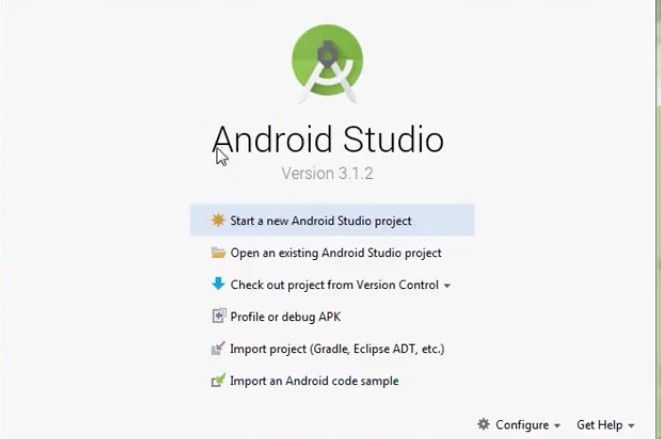 Android Studio
Version 3.1.2
Start a new Android Studio project
Open an existing Android Studio project
Check out project from Version Control
Profile or debug APK
Import project (Gradle, Eclipse ADT, etc.)
Import an Android code sample
Configure Get Help